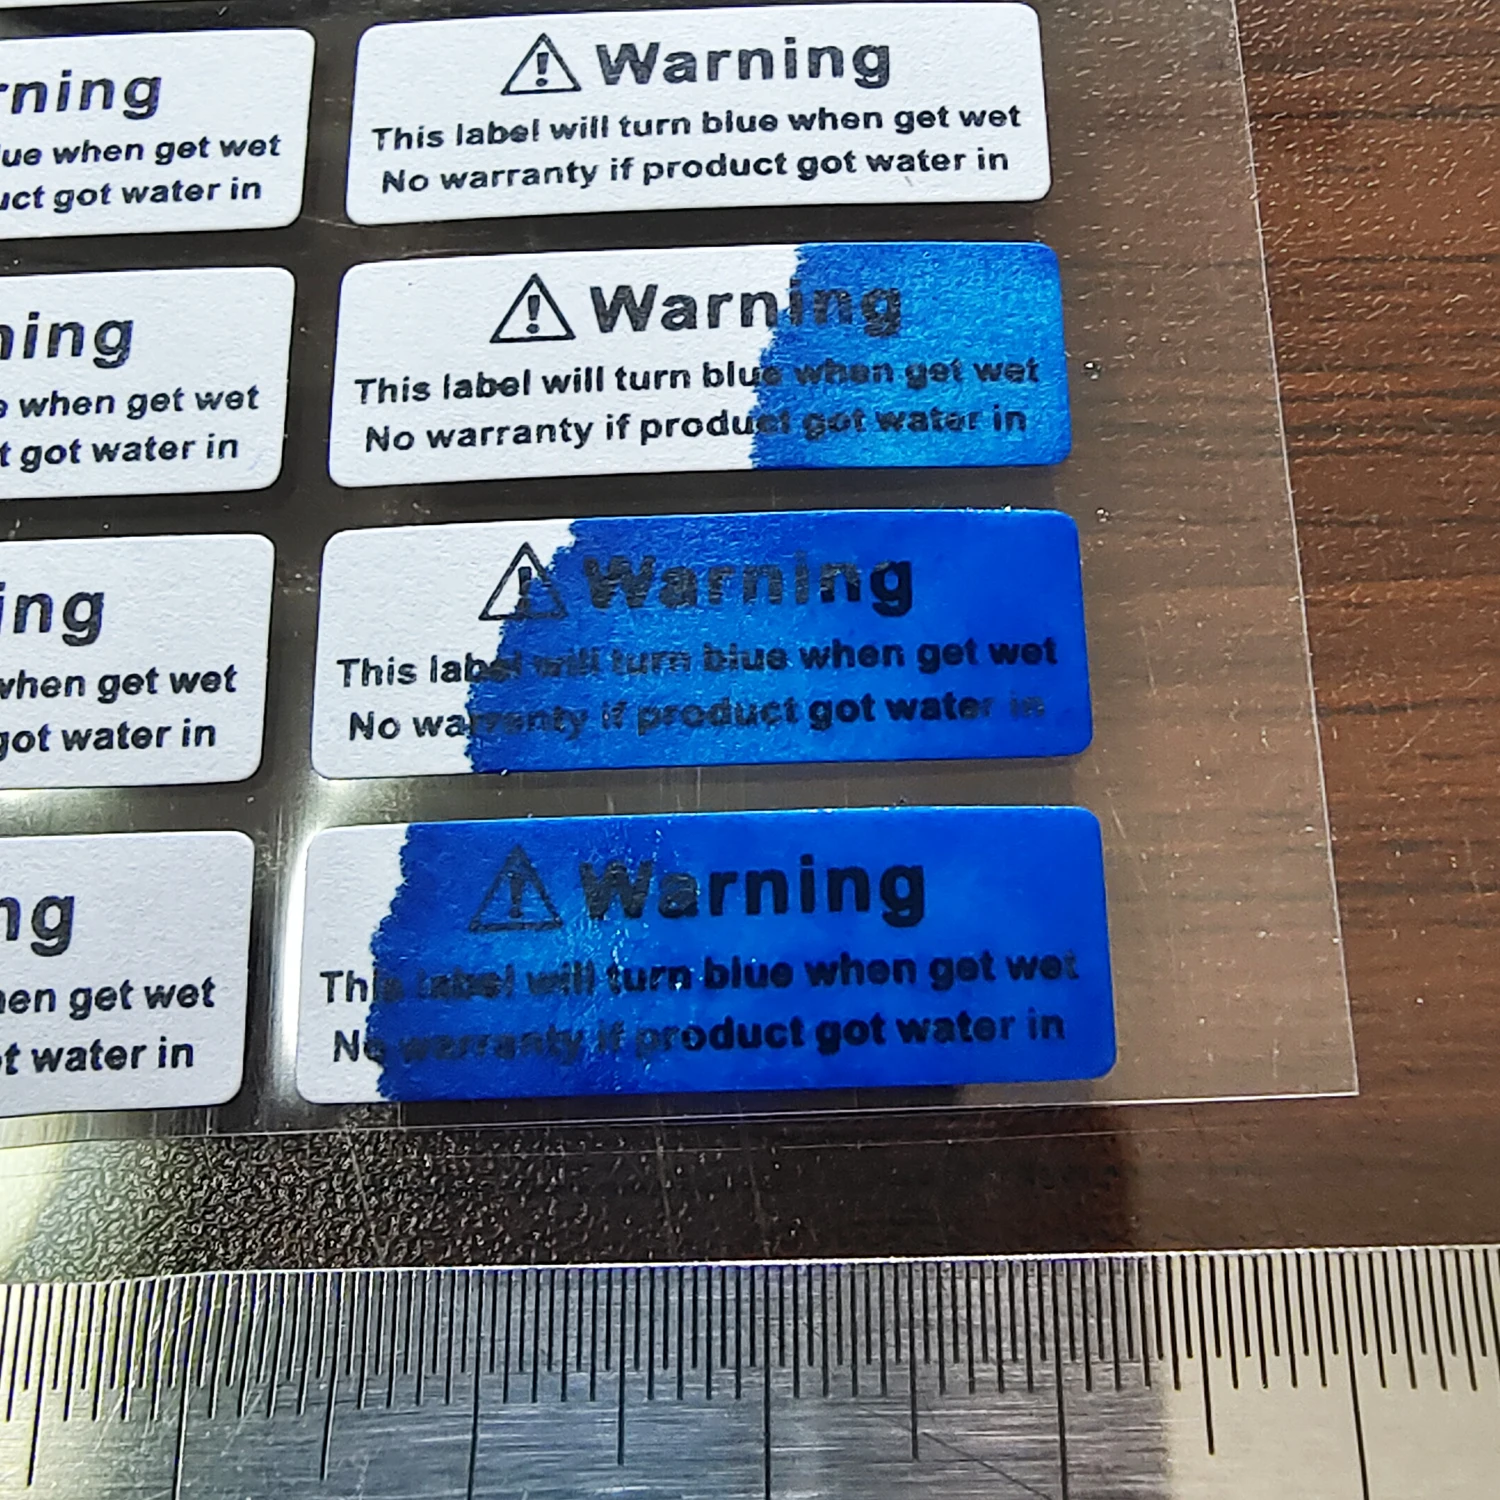 rning
ue when get wet
uct got water in
Warning
This label will turn blue when get wet
No warranty if product got water in
ning
when get wet
t got water in
Warning
This label will turn blue when get wet
No warranty if product got water in
ing
when get wet
got water in
Warning
This label will turn blue when get wet
No warranty if product got water in
ng
en get wet
t water in
Warning
This label will turn blue when get wet
No warranty if product got water in